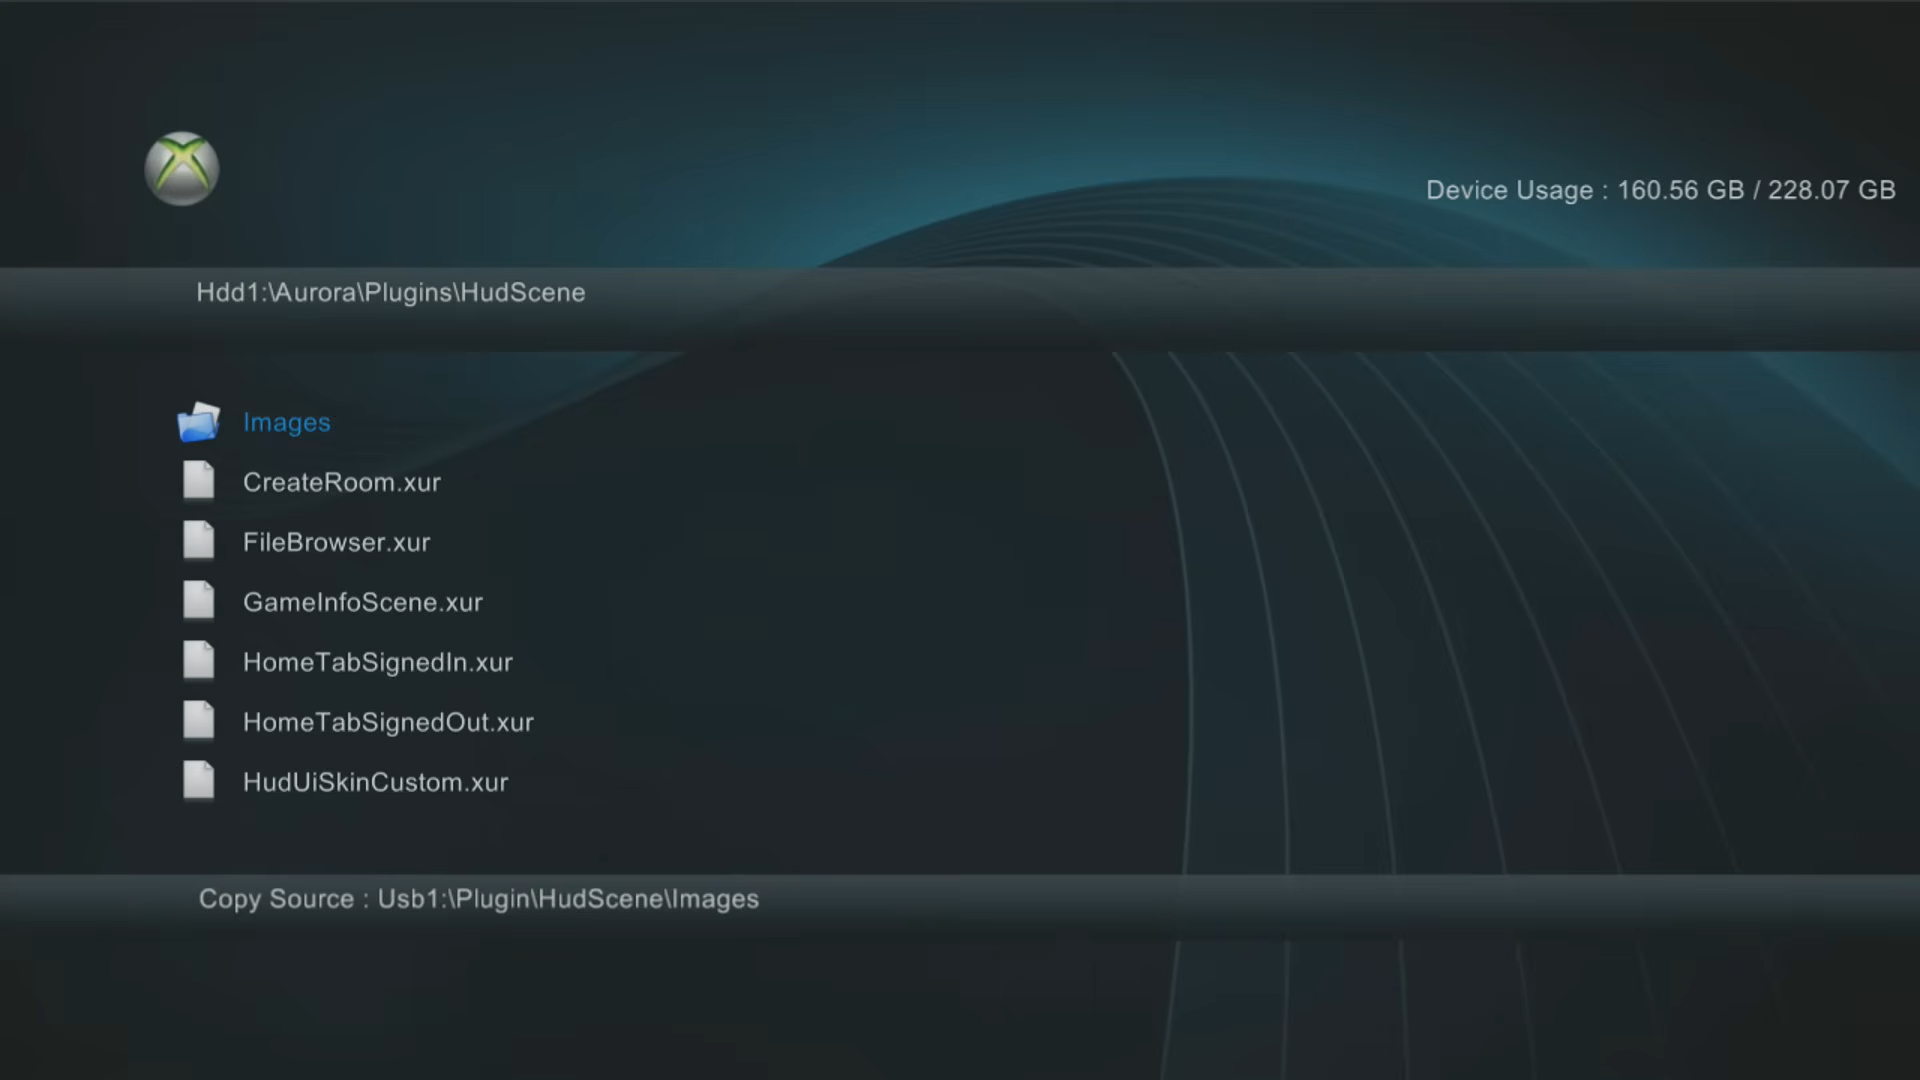 Device Usage : 160.56 GB / 228.07 GB
Hdd1:\Aurora\Plugins\HudScene
Images
CreateRoom.xur
FileBrowser.xur
GameInfoScene.xur
HomeTabSignedIn.xur
HomeTabSignedOut.xur
HudUiSkinCustom.xur
Copy Source : Usb1:\Plugin\HudScene\Images